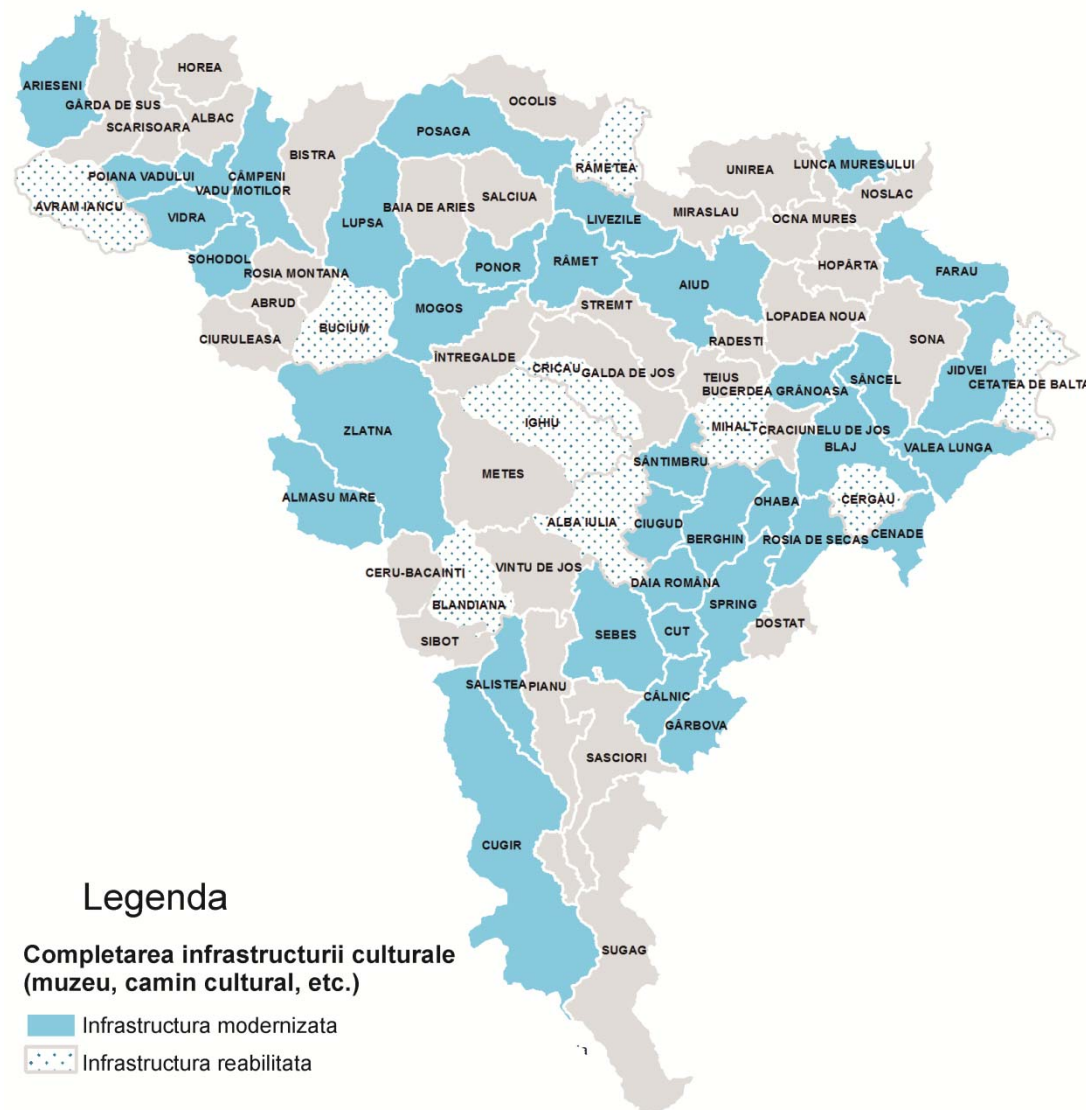 HOREA
ARIESENI
GÂRDA DE SUS
SCARISOARA
ALBAC
OCOLIS
POSAGA
BISTRA
RÂMETEA
UNIREA
LUNCA MURESULUI
NOSLAC
POIANA VADULUI
CÂMPENI
VADU MOTILOR
AVRAM IANCU
VIDRA
LUPSA
BAIA DE ARIES
SALCIUA
LIVEZILE
MIRASLAU
OCNA MURES
SOHODOL
ROSIA MONTANA
PONOR
RÂMET
AIUD
HOPÂRTA
FARAU
ABRUD
BUCIUM
MOGOS
STREMT
LOPADEA NOUA
CIURULEASA
RADESTI
SONA
ÎNTREGALDE
CRICAU
GALDA DE JOS
TEIUS
BUCERDEA GRÂNOASA
SÂNCEL
JIDVEI
CETATEA DE BALTA
IGHIU
MIHALT
CRACIUNELU DE JOS
BLAJ
VALEA LUNGA
ZLATNA
METES
SÂNTIMBRU
ALMASU MARE
OHABA
CERGAU
ALBA IULIA
CIUGUD
BERGHIN
ROSIA DE SECAS
CENADE
CERU-BACAINTI
VINTU DE JOS
DAIA ROMÂNA
BLANDIANA
SPRING
DOSTAT
SIBOT
SEBES
CUT
SALISTEA
PIANU
CÂLNIC
GÂRBOVA
SASCIORI
CUGIR
SUGAG
Legenda
Completarea infrastructurii culturale
(muzeu, camin cultural, etc.)
Infrastructura modernizata
Infrastructura reabilitata